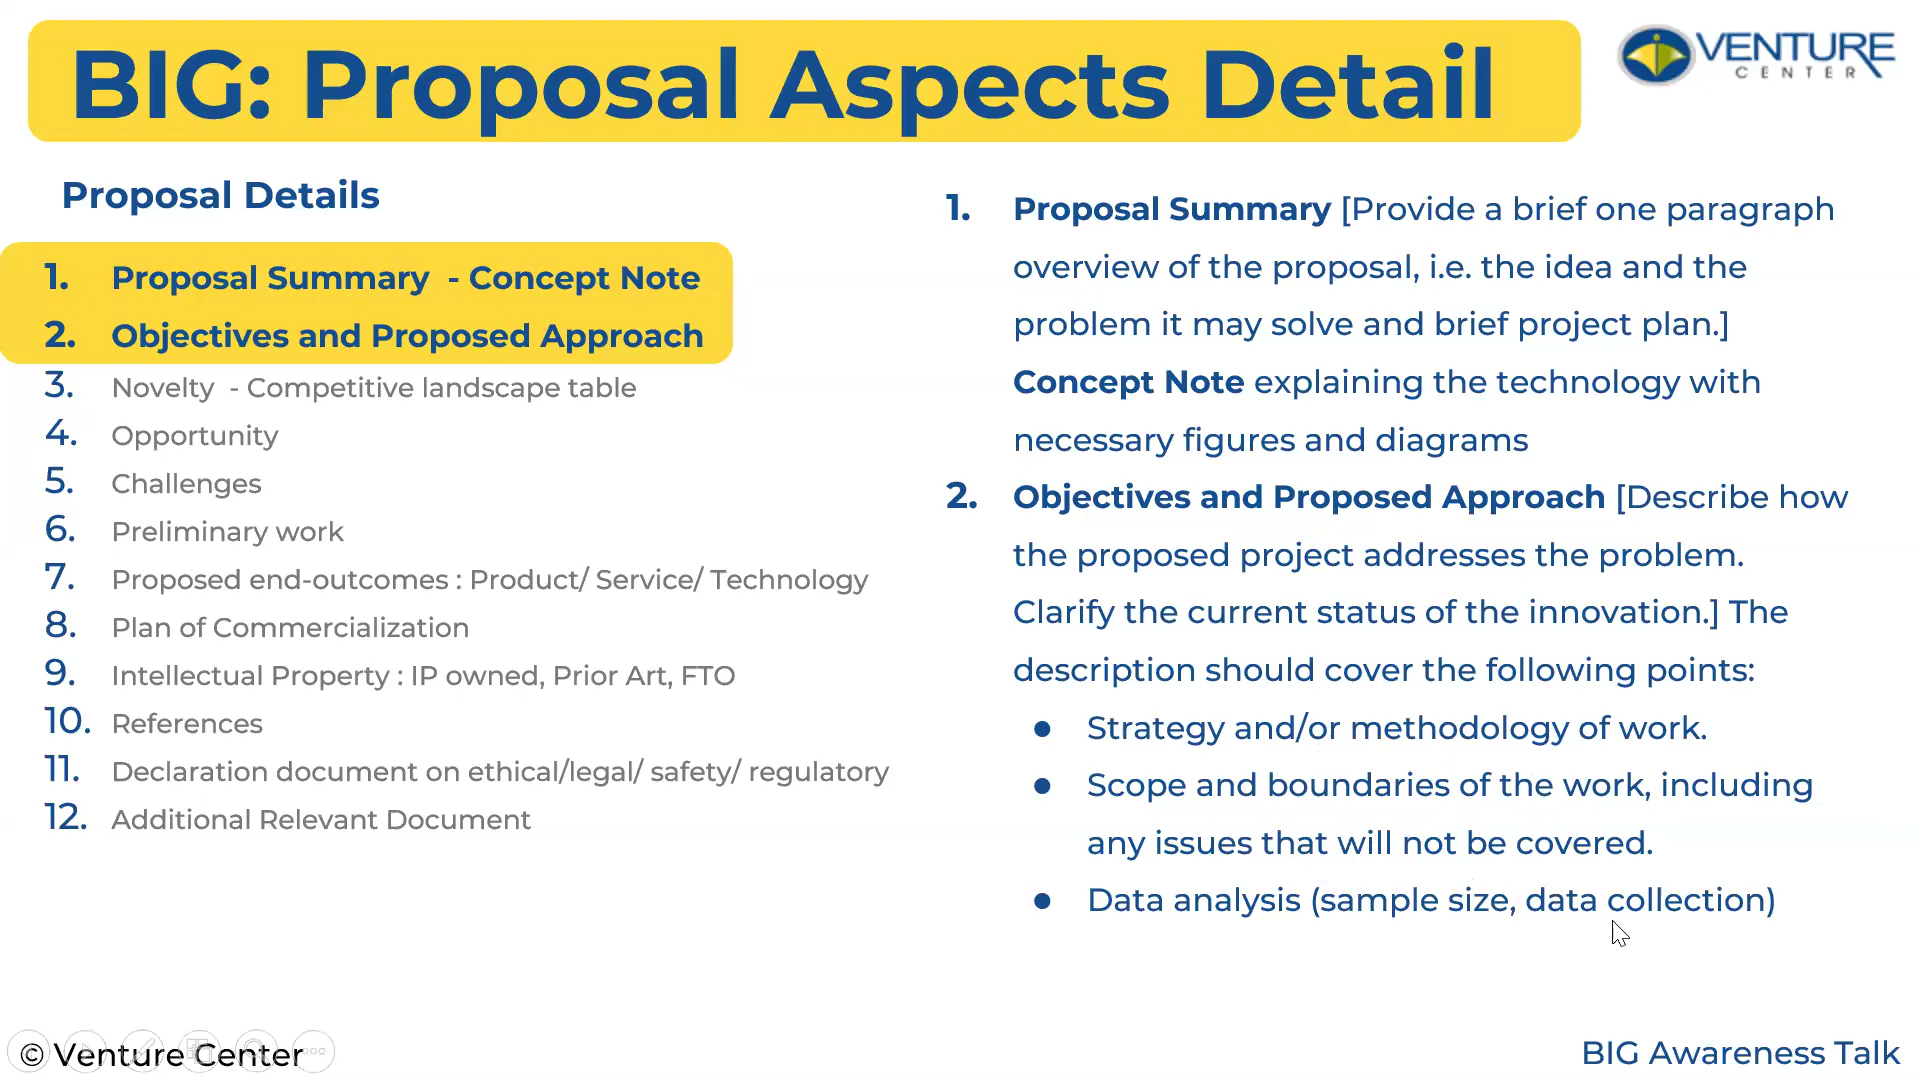 BIG: Proposal Aspects Detail
VENTURE
CENTER
Proposal Details
1. Proposal Summary - Concept Note
2. Objectives and Proposed Approach
3. Novelty - Competitive landscape table
4. Opportunity
5. Challenges
6. Preliminary work
7. Proposed end-outcomes : Product/ Service/ Technology
8. Plan of Commercialization
9. Intellectual Property : IP owned, Prior Art, FTO
10. References
11. Declaration document on ethical/legal/ safety/ regulatory
12. Additional Relevant Document
1. Proposal Summary [Provide a brief one paragraph
overview of the proposal, i.e. the idea and the
problem it may solve and brief project plan.]
Concept Note explaining the technology with
necessary figures and diagrams
2. Objectives and Proposed Approach [Describe how
the proposed project addresses the problem.
Clarify the current status of the innovation.] The
description should cover the following points:
● Strategy and/or methodology of work.
● Scope and boundaries of the work, including
any issues that will not be covered.
● Data analysis (sample size, data collection)
© Venture Center
BIG Awareness Talk